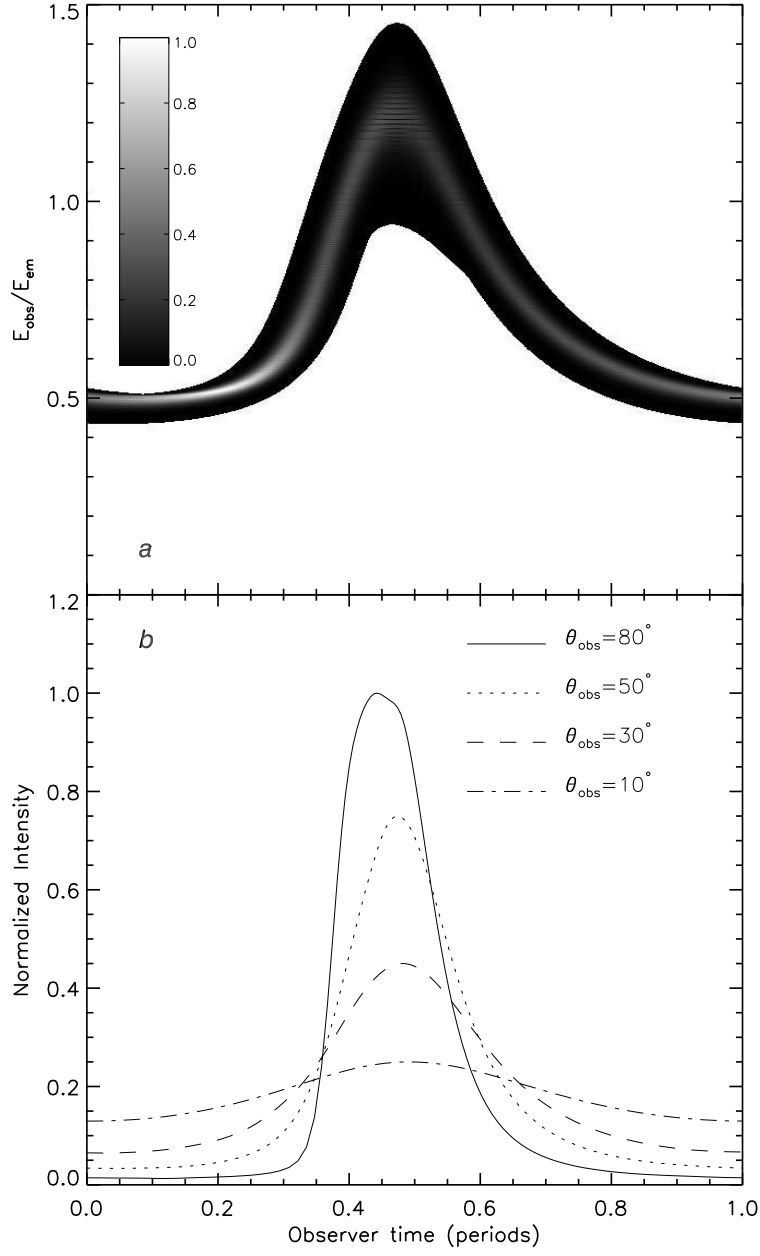 1.5
1.0
0.8
0.6
0.4
0.2
0.0
1.0
0.5
E_obs/E_em
a
1.2
1.0
0.8
0.6
0.4
0.2
0.0
Normalized Intensity
b
θ_obs=80°
θ_obs=50°
θ_obs=30°
θ_obs=10°
0.0 0.2 0.4 0.6 0.8 1.0
Observer time (periods)